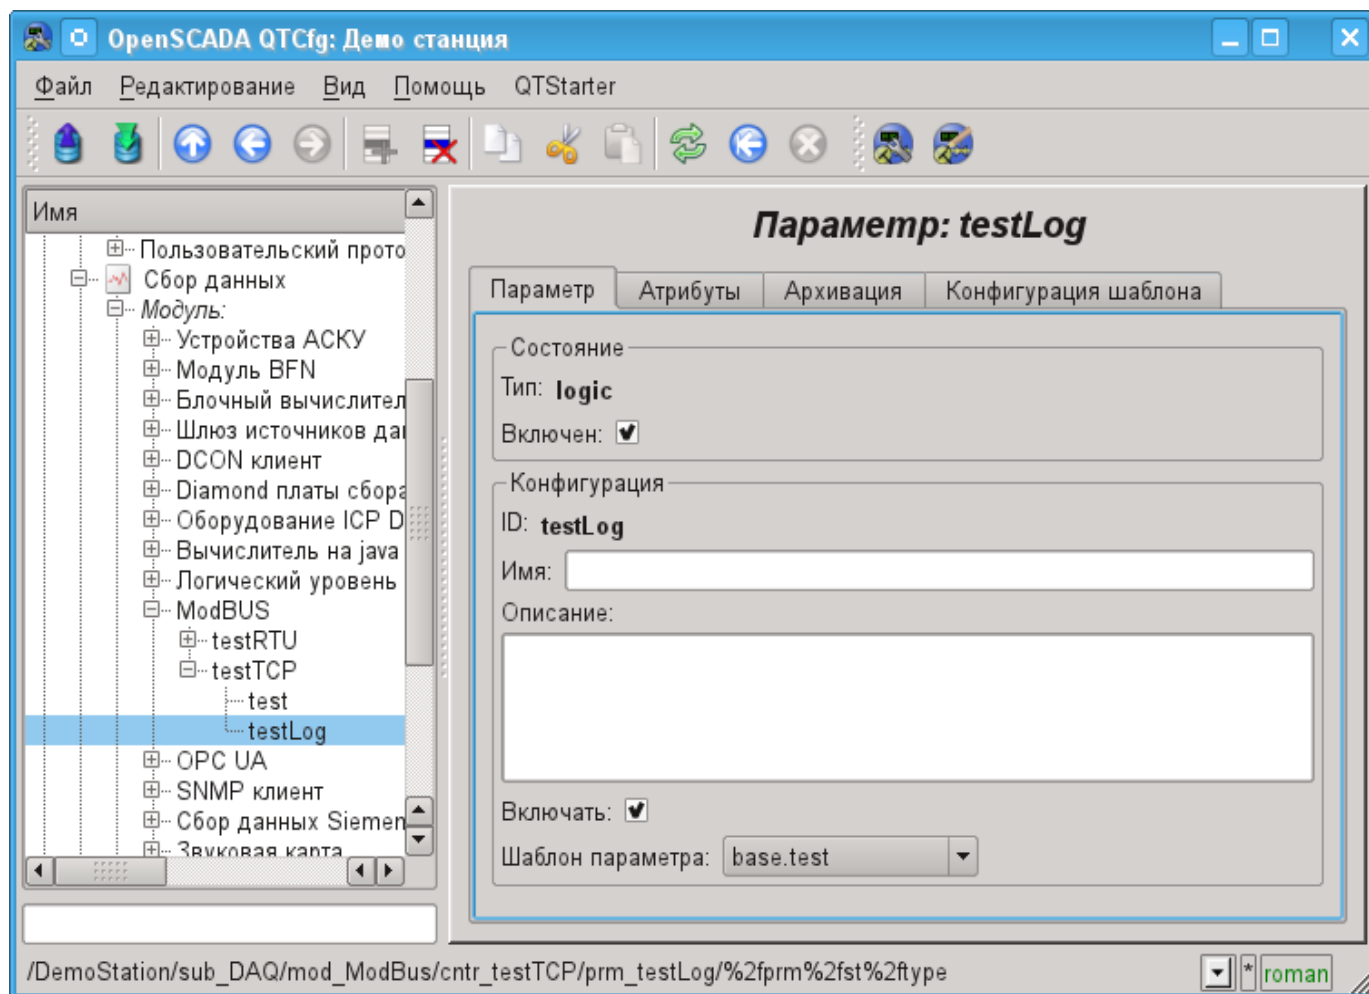 OpenSCADA QTCfg: Демо станция
Файл Редактирование Вид Помощь QTStarter
Имя
Пользовательский прото
Сбор данных
Модуль:
Устройства АСКУ
Модуль BFN
Блочный вычислител
Шлюз источников да
DCON клиент
Diamond платы сбора
Оборудование ICP D
Вычислитель на java
Логический уровень
ModBUS
testRTU
testTCP
test
testLog
OPC UA
SNMP клиент
Сбор данных Siemen
Звуковая карта
Параметр: testLog
Параметр Атрибуты Архивация Конфигурация шаблона
Состояние
Тип: logic
Включен:
Конфигурация
ID: testLog
Имя:
Описание:
Включать:
Шаблон параметра: base.test
/DemoStation/sub_DAQ/mod_ModBus/cntr_testTCP/prm_testLog/%2fprm%2fst%2ftype
* roman